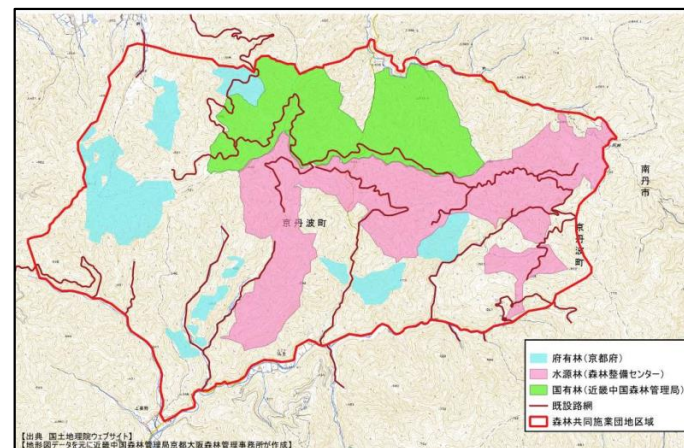 南丹市
京丹波町
京丹波町
府有林(京都府)
水源林(森林整備センター)
国有林(近畿中国森林管理局)
既設路網
森林共同施業団地区域
【出典 国土地理院ウェブサイト】
【地形図データを元に近畿中国森林管理局京都大阪森林管理事務所が作成】